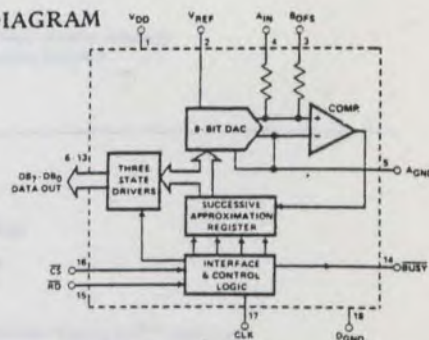 DIAGRAM
VDD
VREF
AIN
BOFS
1
2
4
3
COMP.
+
−
8-BIT DAC
6 - 13
THREE
STATE
DRIVERS
DB7 - DB0
DATA OUT
5
AGND
SUCCESSIVE
APPROXIMATION
REGISTER
16
CS
RD
15
INTERFACE
& CONTROL
LOGIC
14
BUSY
17
CLK
18
DGND